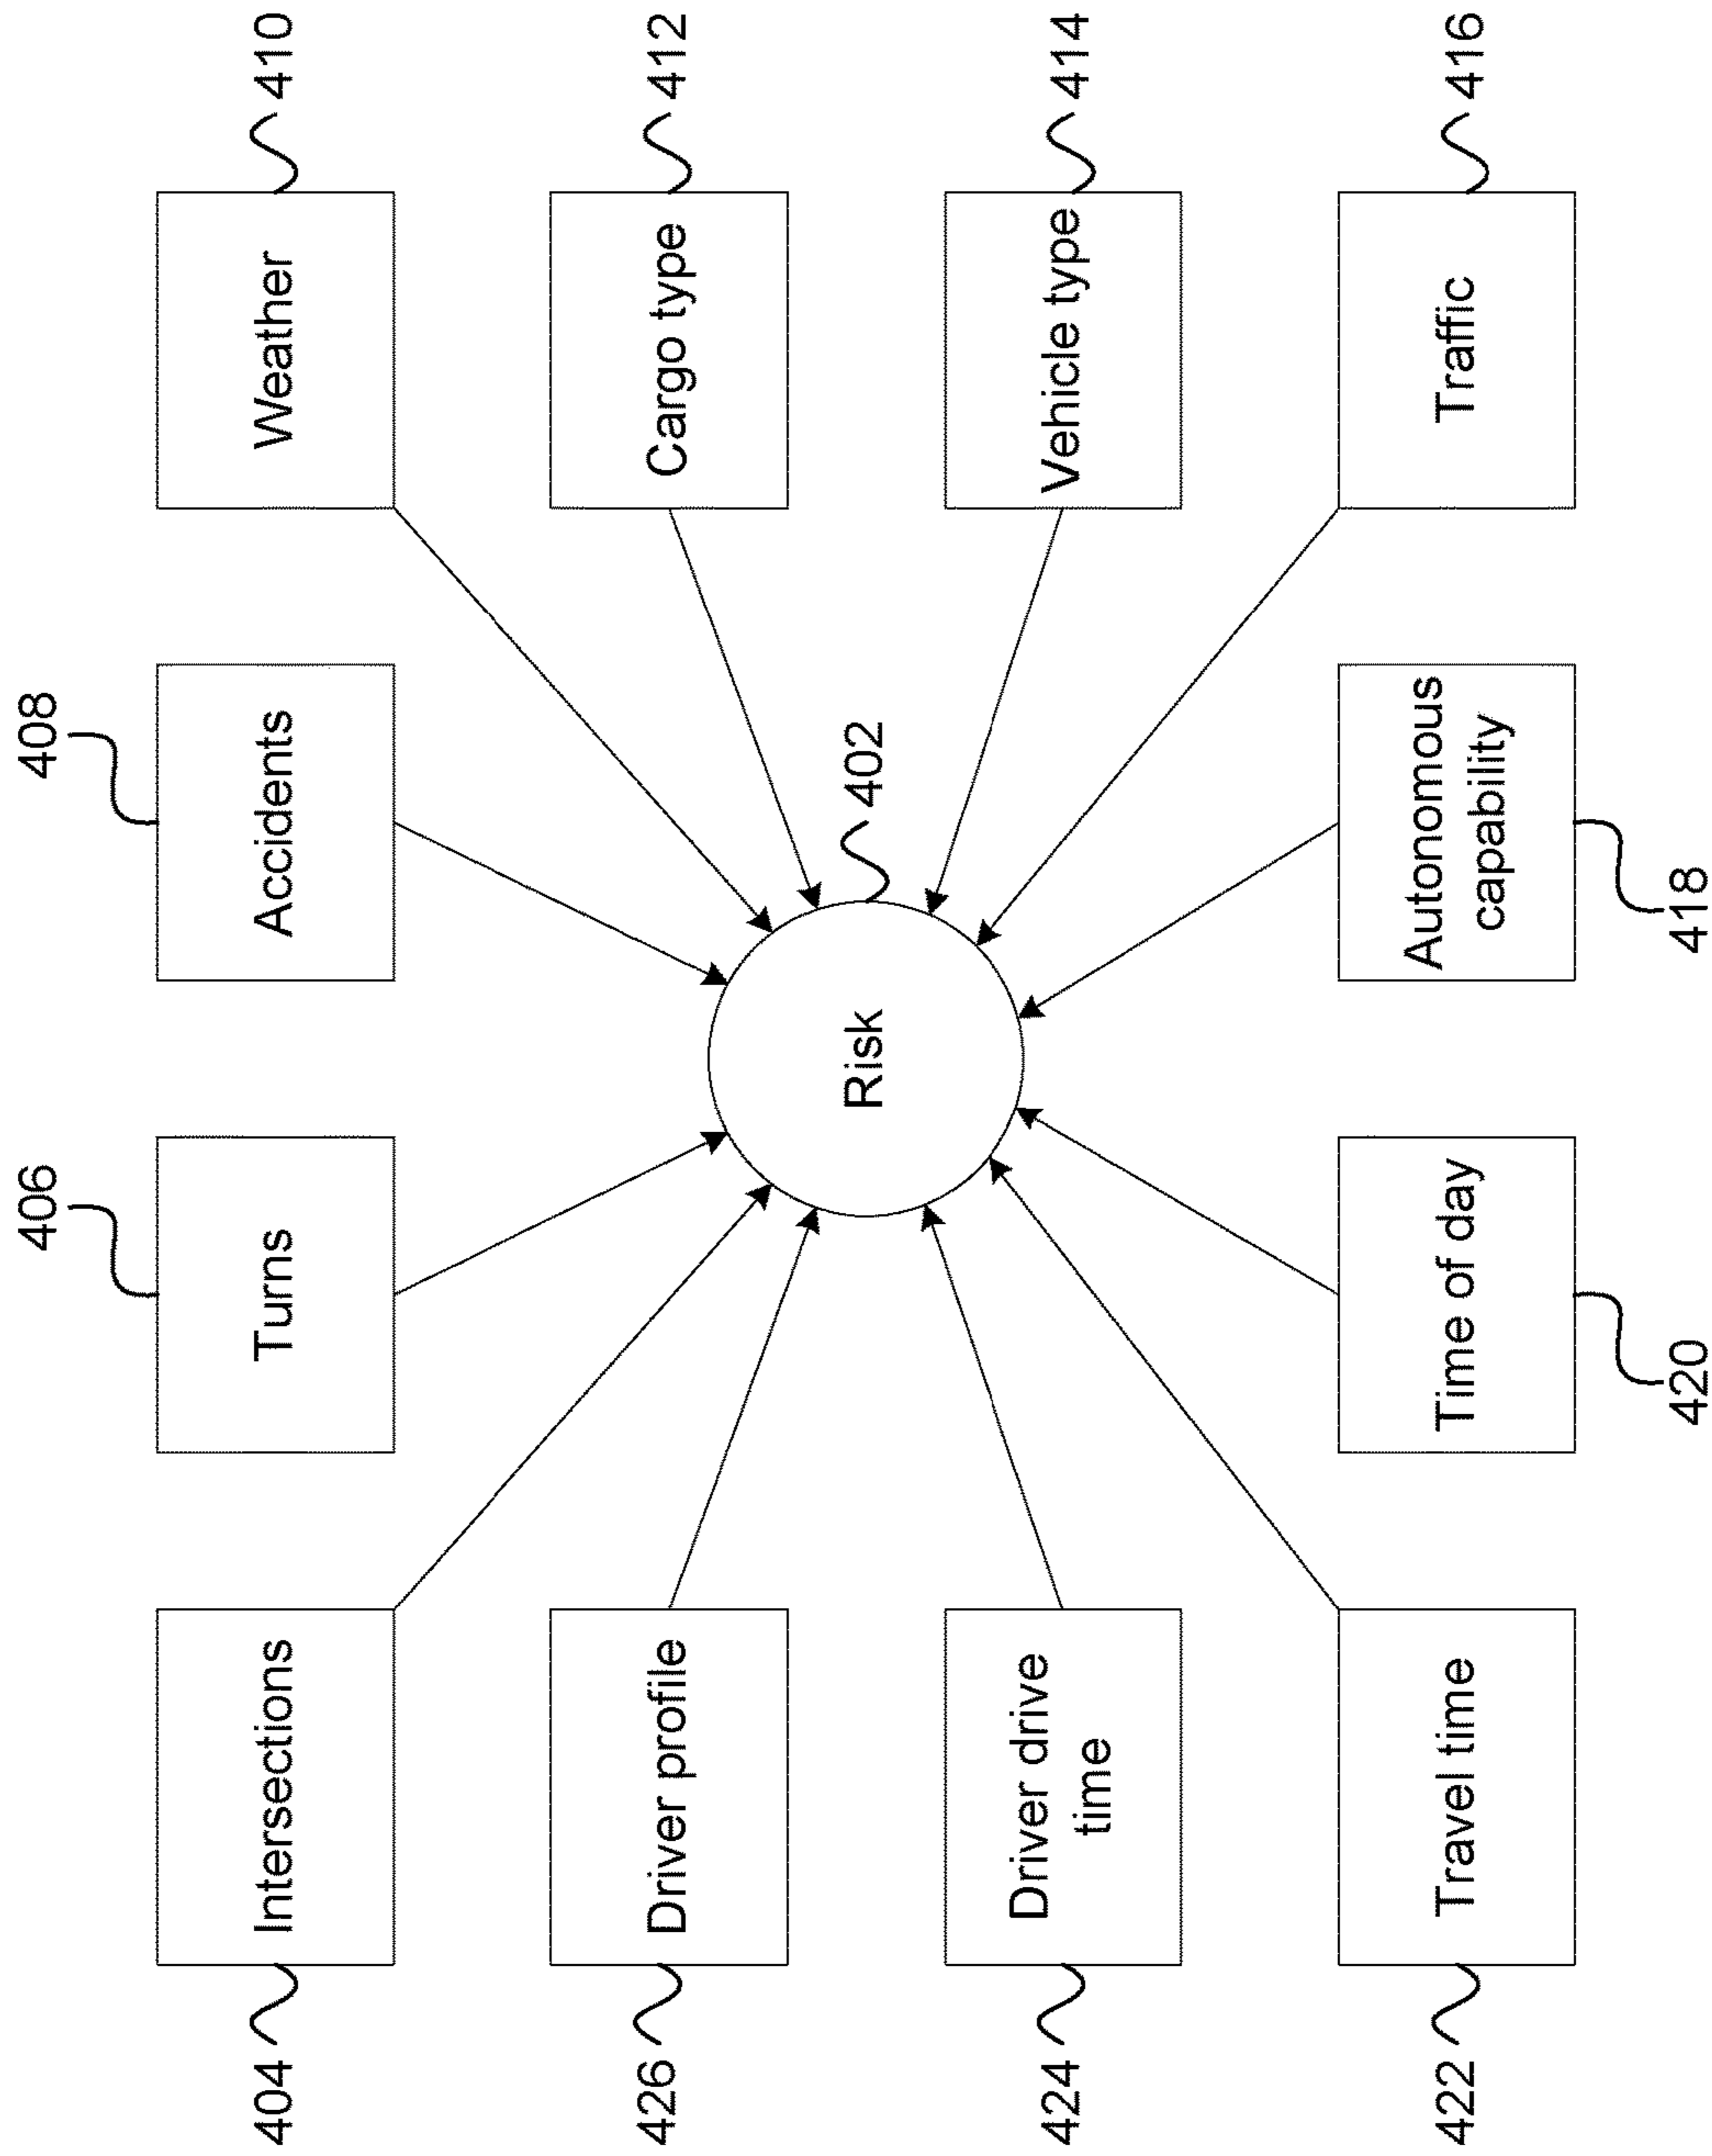 404
Intersections
406
Turns
408
Accidents
Weather
410
426
Driver profile
Cargo type
412
Risk
402
424
Driver drive
time
Vehicle type
414
422
Travel time
Time of day
420
Autonomous
capability
418
Traffic
416